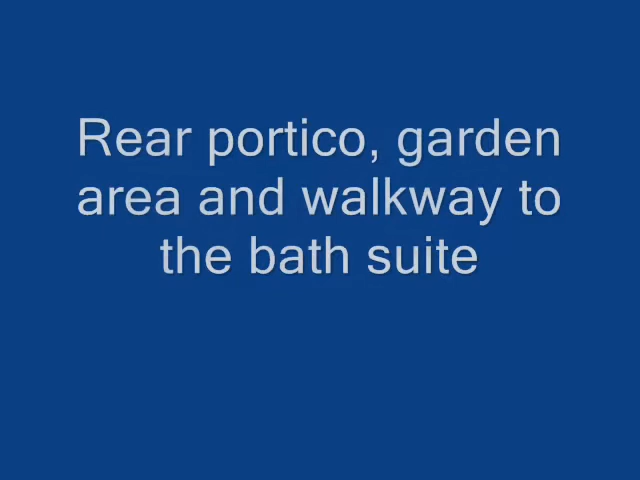 Rear portico, garden
area and walkway to
the bath suite